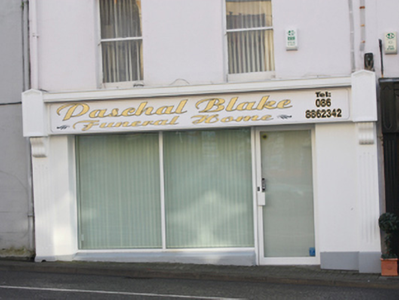 Paschal Blake
Funeral Home
Tel:
086
8862342